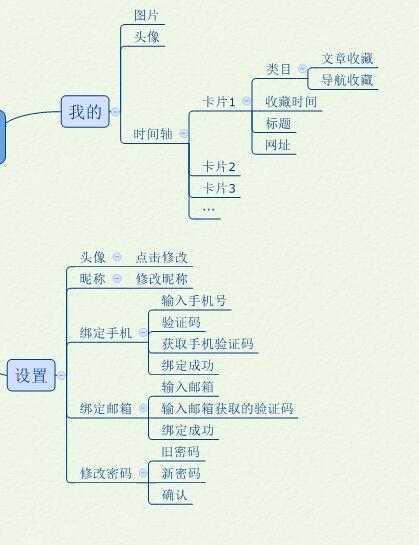 图片
头像
我的
时间轴
卡片1
类目
文章收藏
导航收藏
收藏时间
标题
网址
卡片2
卡片3
...
设置
头像
点击修改
昵称
修改昵称
绑定手机
输入手机号
验证码
获取手机验证码
绑定成功
绑定邮箱
输入邮箱
输入邮箱获取的验证码
绑定成功
修改密码
旧密码
新密码
确认